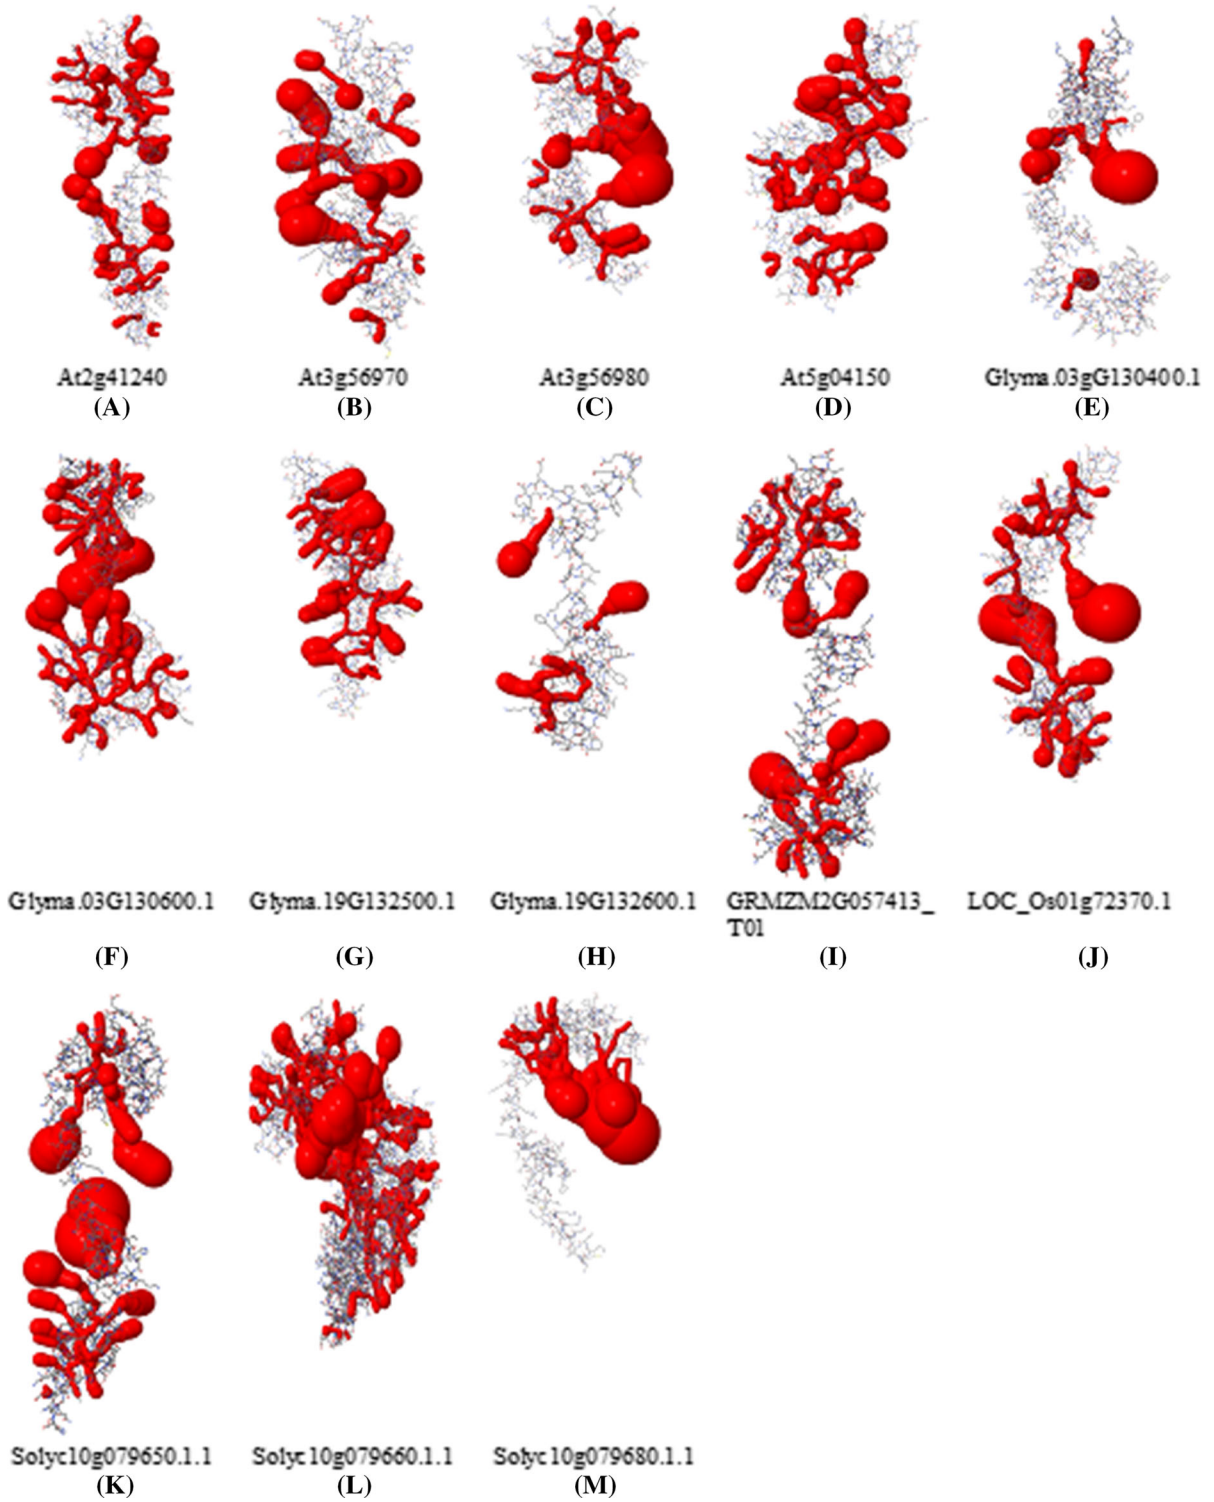 At2g41240
At3g56970
At3g56980
At5g04150
Glyma.03gG130400.1
(A)
(B)
(C)
(D)
(E)
Glyma.03G130600.1
Glyma.19G132500.1
Glyma.19G132600.1
GRMZM2G057413_
T01
LOC_Os01g72370.1
(F)
(G)
(H)
(I)
(J)
Solyc10g079650.1.1
Solyc10g079660.1.1
Solyc10g079680.1.1
(K)
(L)
(M)